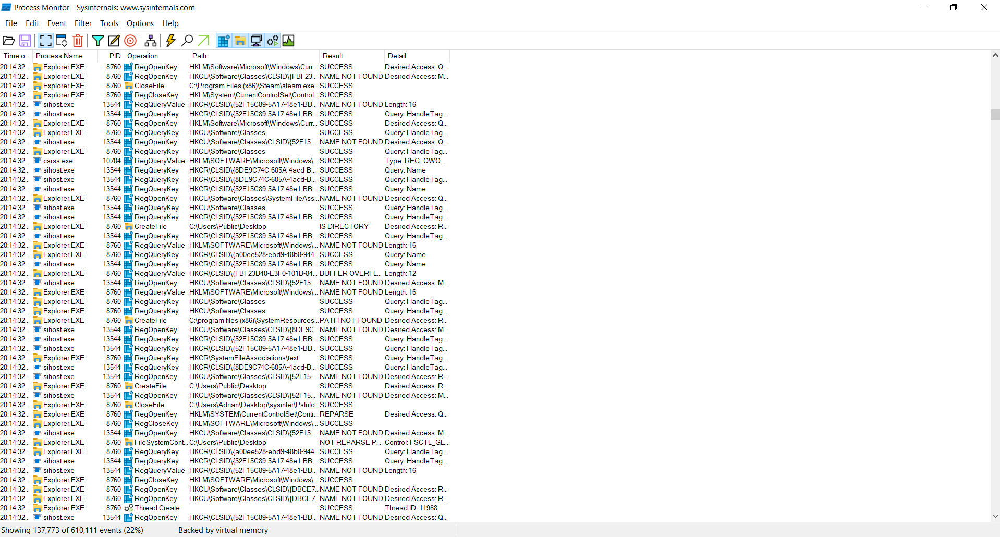 Process Monitor - Sysinternals: www.sysinternals.com
File Edit Event Filter Tools Options Help
Time o... Process Name PID Operation Path Result Detail
20:14:32... Explorer.EXE 8760 RegOpenKey HKLM\Software\Microsoft\Windows\Curr... SUCCESS Desired Access: Q...
20:14:32... Explorer.EXE 8760 RegOpenKey HKCU\Software\Classes\CLSID\{FBF23... NAME NOT FOUND Desired Access: M...
20:14:32... Explorer.EXE 8760 CloseFile C:\Program Files (x86)\Steam\steam.exe SUCCESS
20:14:32... Explorer.EXE 8760 RegCloseKey HKLM\System\CurrentControlSet\Control... SUCCESS
20:14:32... sihost.exe 13544 RegQueryValue HKCR\CLSID\{52F15C89-5A17-48e1-BB... NAME NOT FOUND Length: 16
20:14:32... sihost.exe 13544 RegQueryKey HKCR\CLSID\{52F15C89-5A17-48e1-BB... SUCCESS Query: HandleTag...
20:14:32... Explorer.EXE 8760 RegOpenKey HKLM\Software\Microsoft\Windows\Curr... SUCCESS Desired Access: Q...
20:14:32... Explorer.EXE 8760 RegQueryKey HKCU\Software\Classes SUCCESS Query: HandleTag...
20:14:32... sihost.exe 13544 RegOpenKey HKCU\Software\Classes\CLSID\{52F15... NAME NOT FOUND Desired Access: Q...
20:14:32... Explorer.EXE 8760 RegQueryKey HKCU\Software\Classes SUCCESS Query: HandleTag...
20:14:32... csrss.exe 10704 RegQueryValue HKLM\SOFTWARE\Microsoft\Windows\... SUCCESS Type: REG_QWO...
20:14:32... sihost.exe 13544 RegQueryKey HKCR\CLSID\{8DE9C74C-605A-4acd-B... SUCCESS Query: Name
20:14:32... sihost.exe 13544 RegQueryKey HKCR\CLSID\{8DE9C74C-605A-4acd-B... SUCCESS Query: HandleTag...
20:14:32... sihost.exe 13544 RegQueryKey HKCR\CLSID\{52F15C89-5A17-48e1-BB... SUCCESS Query: Name
20:14:32... Explorer.EXE 8760 RegOpenKey HKCU\Software\Classes\SystemFileAss... NAME NOT FOUND Desired Access: Q...
20:14:32... sihost.exe 13544 RegQueryKey HKCU\Software\Classes SUCCESS Query: HandleTag...
20:14:32... sihost.exe 13544 RegQueryKey HKCR\CLSID\{52F15C89-5A17-48e1-BB... SUCCESS Query: HandleTag...
20:14:32... Explorer.EXE 8760 CreateFile C:\Users\Public\Desktop IS DIRECTORY Desired Access: R...
20:14:32... sihost.exe 13544 RegQueryKey HKCR\CLSID\{52F15C89-5A17-48e1-BB... SUCCESS Query: HandleTag...
20:14:32... Explorer.EXE 8760 RegQueryValue HKLM\SOFTWARE\Microsoft\Windows\... NAME NOT FOUND Length: 16
20:14:32... Explorer.EXE 8760 RegQueryKey HKCR\CLSID\{a00ee528-ebd9-48b8-944... SUCCESS Query: Name
20:14:32... sihost.exe 13544 RegQueryKey HKCR\CLSID\{52F15C89-5A17-48e1-BB... SUCCESS Query: Name
20:14:32... Explorer.EXE 8760 RegQueryValue HKCR\CLSID\{FBF23B40-E3F0-101B-84... BUFFER OVERFL... Length: 12
20:14:32... sihost.exe 13544 RegOpenKey HKCU\Software\Classes\CLSID\{52F15... NAME NOT FOUND Desired Access: M...
20:14:32... Explorer.EXE 8760 RegQueryValue HKLM\SOFTWARE\Microsoft\Windows\... NAME NOT FOUND Length: 16
20:14:32... Explorer.EXE 8760 RegQueryKey HKCU\Software\Classes SUCCESS Query: HandleTag...
20:14:32... Explorer.EXE 8760 RegQueryKey HKCU\Software\Classes SUCCESS Query: HandleTag...
20:14:32... Explorer.EXE 8760 CreateFile C:\program files (x86)\SystemResources... PATH NOT FOUND Desired Access: R...
20:14:32... sihost.exe 13544 RegOpenKey HKCU\Software\Classes\CLSID\{8DE9C... NAME NOT FOUND Desired Access: M...
20:14:32... sihost.exe 13544 RegQueryKey HKCR\CLSID\{52F15C89-5A17-48e1-BB... SUCCESS Query: HandleTag...
20:14:32... sihost.exe 13544 RegQueryKey HKCR\CLSID\{52F15C89-5A17-48e1-BB... SUCCESS Query: HandleTag...
20:14:32... Explorer.EXE 8760 RegQueryKey HKCR\SystemFileAssociations\text SUCCESS Query: HandleTag...
20:14:32... sihost.exe 13544 RegQueryKey HKCR\CLSID\{8DE9C74C-605A-4acd-B... SUCCESS Query: HandleTag...
20:14:32... sihost.exe 13544 RegOpenKey HKCU\Software\Classes\CLSID\{52F15... NAME NOT FOUND Desired Access: R...
20:14:32... Explorer.EXE 8760 CreateFile C:\Users\Public\Desktop SUCCESS Desired Access: R...
20:14:32... sihost.exe 13544 RegOpenKey HKCU\Software\Classes\CLSID\{52F15... NAME NOT FOUND Desired Access: M...
20:14:32... Explorer.EXE 8760 CloseFile C:\Users\Adrian\Desktop\sysinter\PsInfo... SUCCESS
20:14:32... Explorer.EXE 8760 RegOpenKey HKLM\SYSTEM\CurrentControlSet\Contr... REPARSE Desired Access: Q...
20:14:32... Explorer.EXE 8760 RegCloseKey HKLM\SOFTWARE\Microsoft\Windows\... SUCCESS
20:14:32... sihost.exe 13544 RegOpenKey HKCU\Software\Classes\CLSID\{52F15... NAME NOT FOUND Desired Access: M...
20:14:32... Explorer.EXE 8760 FileSystemCont... C:\Users\Public\Desktop NOT REPARSE P... Control: FSCTL_GE...
20:14:32... Explorer.EXE 8760 RegQueryKey HKCR\CLSID\{a00ee528-ebd9-48b8-944... SUCCESS Query: HandleTag...
20:14:32... sihost.exe 13544 RegQueryKey HKCR\CLSID\{52F15C89-5A17-48e1-BB... SUCCESS Query: HandleTag...
20:14:32... sihost.exe 13544 RegQueryValue HKCR\CLSID\{52F15C89-5A17-48e1-BB... NAME NOT FOUND Length: 16
20:14:32... Explorer.EXE 8760 RegCloseKey HKLM\SOFTWARE\Microsoft\Windows\... SUCCESS
20:14:32... Explorer.EXE 8760 RegOpenKey HKCU\Software\Classes\CLSID\{DBCE7... NAME NOT FOUND Desired Access: R...
20:14:32... Explorer.EXE 8760 RegOpenKey HKCU\Software\Classes\CLSID\{DBCE7... NAME NOT FOUND Desired Access: R...
20:14:32... Explorer.EXE 8760 Thread Create SUCCESS Thread ID: 11988
20:14:32... sihost.exe 13544 RegOpenKey HKCR\CLSID\{52F15C89-5A17-48e1-BB... NAME NOT FOUND Desired Access: Q...
Showing 137,773 of 610,111 events (22%) Backed by virtual memory